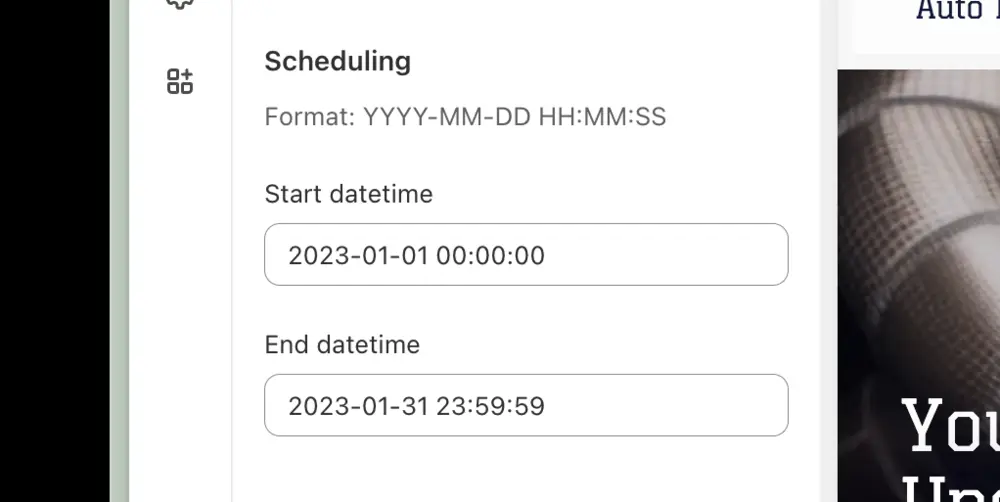 Scheduling
Format: YYYY-MM-DD HH:MM:SS
Start datetime
2023-01-01 00:00:00
End datetime
2023-01-31 23:59:59
Auto